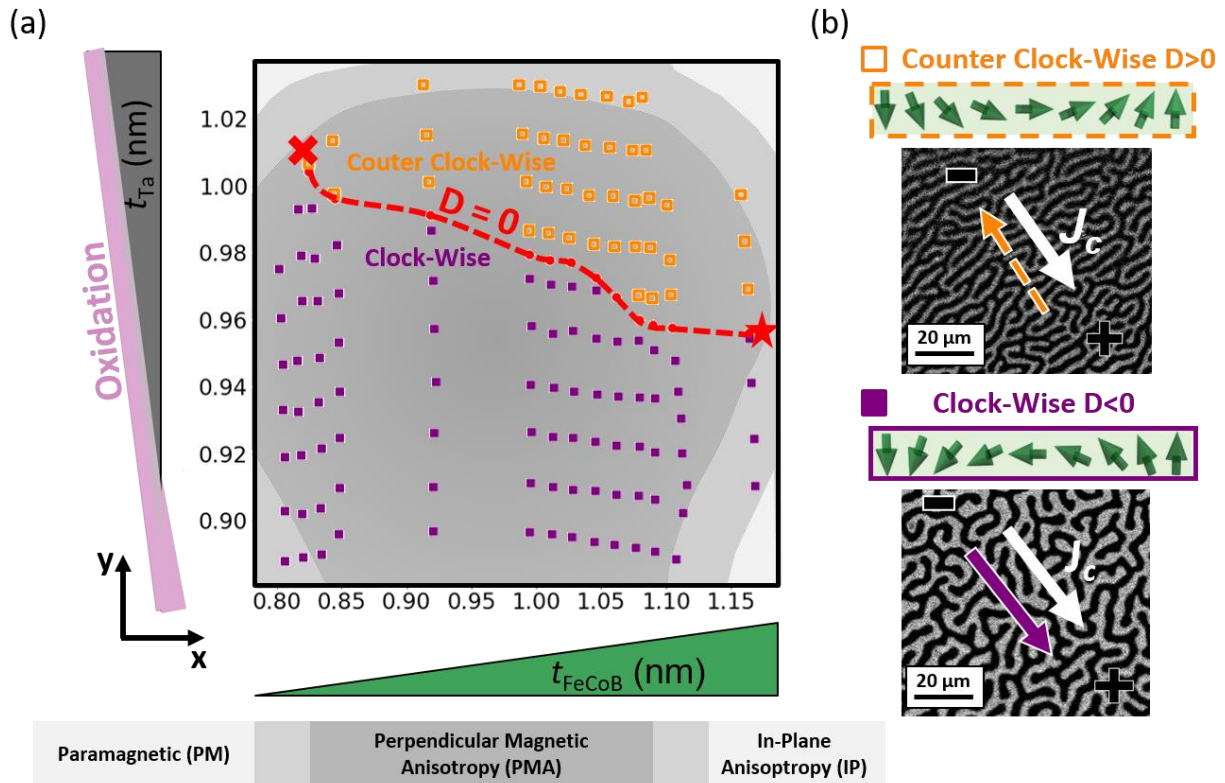 (a)
t_Ta (nm)
Oxidation
1.02
1.00
0.98
0.96
0.94
0.92
0.90
Couter Clock-Wise
D = 0
Clock-Wise
y
x
0.80 0.85 0.90 0.95 1.00 1.05 1.10 1.15
t_FeCoB (nm)
Paramagnetic (PM)
Perpendicular Magnetic
Anisotropy (PMA)
In-Plane
Anisoptropy (IP)
(b)
Counter Clock-Wise D>0
J_c
20 µm
Clock-Wise D<0
J_c
20 µm